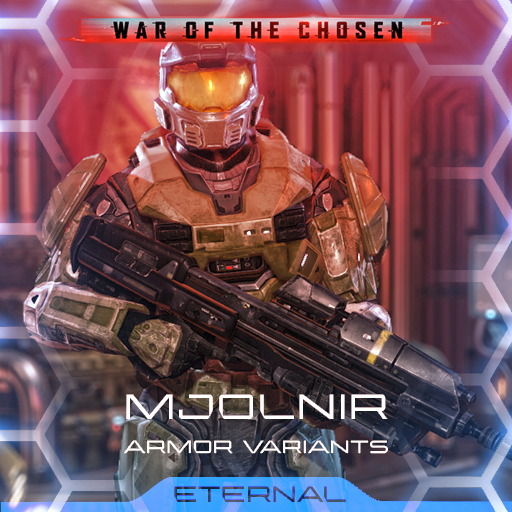 WAR OF THE CHOSEN
MJOLNIR
ARMOR VARIANTS
ETERNAL